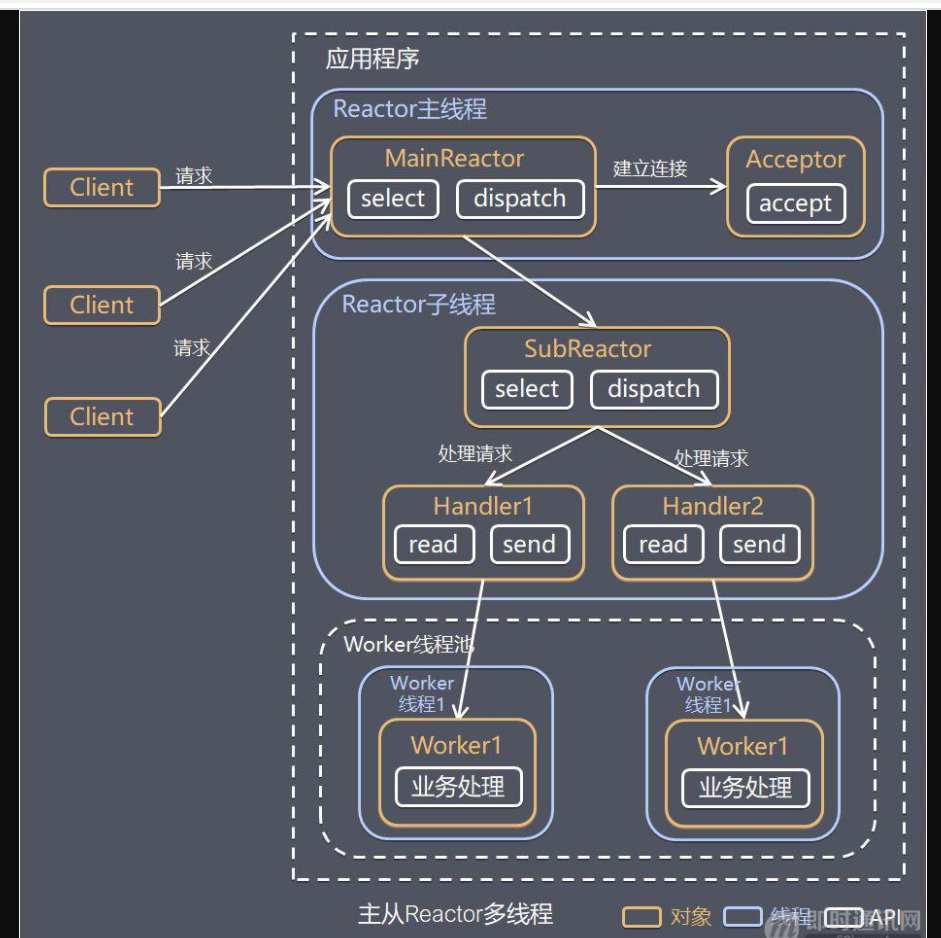 应用程序
Reactor主线程
MainReactor
select
dispatch
建立连接
Acceptor
accept
Client
请求
Client
请求
Client
请求
Reactor子线程
SubReactor
select
dispatch
处理请求
处理请求
Handler1
read
send
Handler2
read
send
Worker线程池
Worker
线程1
Worker1
业务处理
Worker
线程1
Worker1
业务处理
主从Reactor多线程
对象
线程
API
即时通讯网